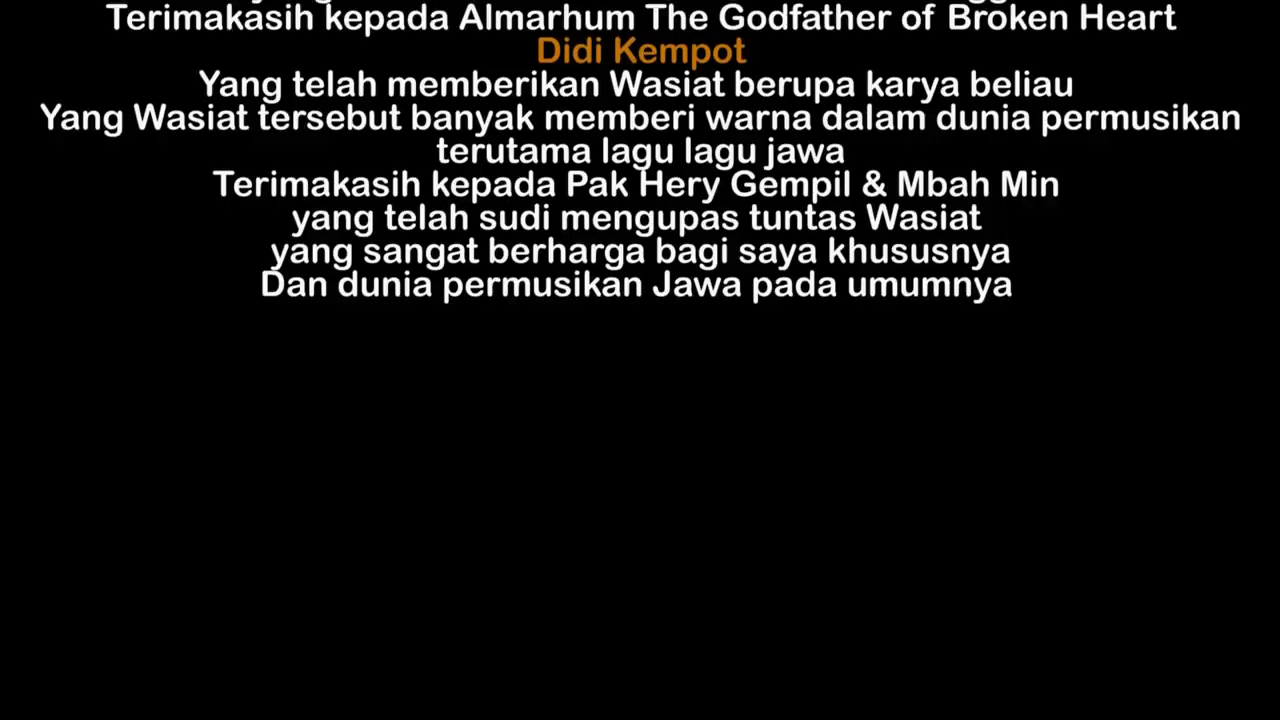 Terimakasih kepada Almarhum The Godfather of Broken Heart
Didi Kempot
Yang telah memberikan Wasiat berupa karya beliau
Yang Wasiat tersebut banyak memberi warna dalam dunia permusikan
terutama lagu lagu jawa
Terimakasih kepada Pak Hery Gempil & Mbah Min
yang telah sudi mengupas tuntas Wasiat
yang sangat berharga bagi saya khususnya
Dan dunia permusikan Jawa pada umumnya